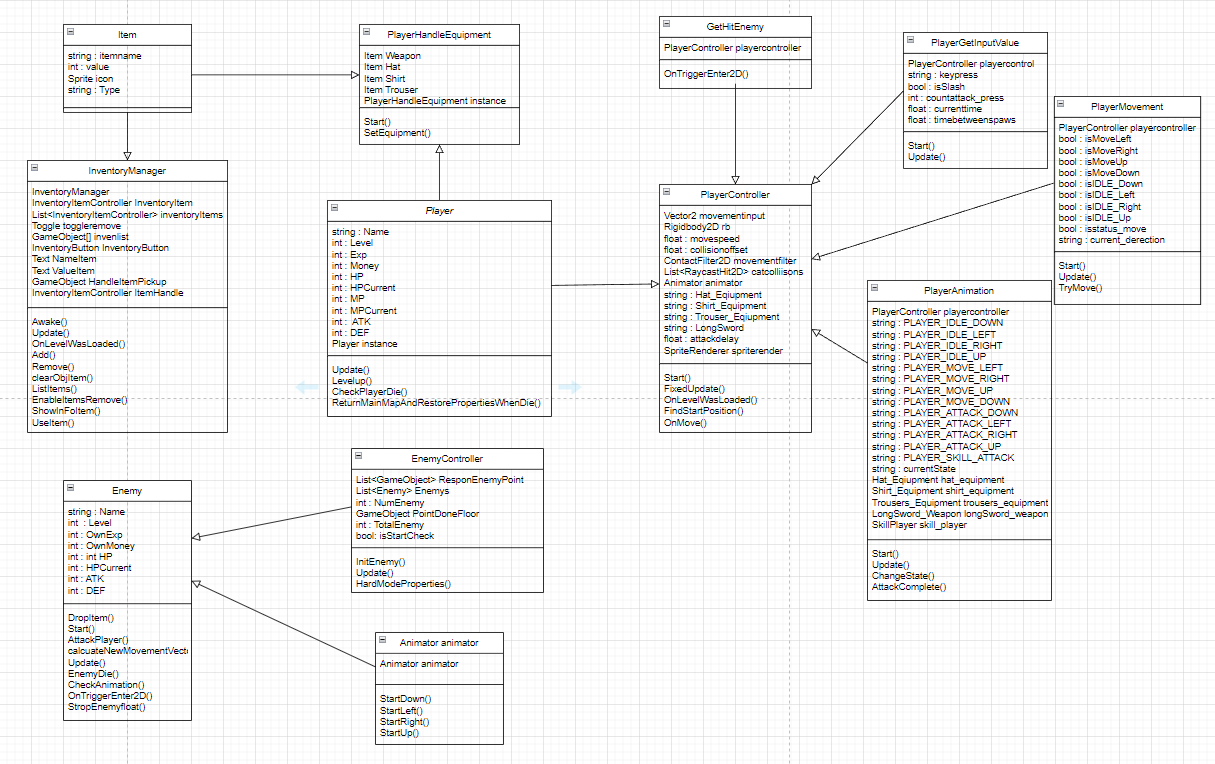 Item
string : itemname
int : value
Sprite icon
string : Type
PlayerHandleEquipment
Item Weapon
Item Hat
Item Shirt
Item Trouser
PlayerHandleEquipment instance
Start()
SetEquipment()
GetHitEnemy
PlayerController playercontroller
OnTriggerEnter2D()
PlayerGetInputValue
PlayerController playercontrol
string : keypress
bool : isSlash
int : countattack_press
float : currenttime
float : timebetweenspaws
Start()
Update()
PlayerMovement
PlayerController playercontroller
bool : isMoveLeft
bool : isMoveRight
bool : isMoveUp
bool : isMoveDown
bool : isIDLE_Down
bool : isIDLE_Left
bool : isIDLE_Right
bool : isIDLE_Up
bool : isstatus_move
string : current_derection
Start()
Update()
TryMove()
InventoryManager
InventoryManager
InventoryItemController InventoryItem
List<InventoryItemController> inventoryItems
Toggle toggleremove
GameObject[] invenlist
InventoryButton InventoryButton
Text NameItem
Text ValueItem
GameObject HandleItemPickup
InventoryItemController ItemHandle
Awake()
Update()
OnLevelWasLoaded()
Add()
Remove()
clearObjItem()
ListItems()
EnableItemsRemove()
ShowInFoItem()
UseItem()
Player
string : Name
int : Level
int : Exp
int : Money
int : HP
int : HPCurrent
int : MP
int : MPCurrent
int :  ATK
int : DEF
Player instance
Update()
Levelup()
CheckPlayerDie()
ReturnMainMapAndRestorePropertiesWhenDie()
PlayerController
Vector2 movementinput
Rigidbody2D rb
float : movespeed
float : collisionoffset
ContactFilter2D movementfilter
List<RaycastHit2D> catcolliisons
Animator animator
string : Hat_Eqiupment
string : Shirt_Eqiupment
string : Trouser_Eqiupment
string : LongSword
float : attackdelay
SpriteRenderer spriterender
Start()
FixedUpdate()
OnLevelWasLoaded()
FindStartPosition()
OnMove()
PlayerAnimation
PlayerController playercontroller
string : PLAYER_IDLE_DOWN
string : PLAYER_IDLE_LEFT
string : PLAYER_IDLE_RIGHT
string : PLAYER_IDLE_UP
string : PLAYER_MOVE_LEFT
string : PLAYER_MOVE_RIGHT
string : PLAYER_MOVE_UP
string : PLAYER_MOVE_DOWN
string : PLAYER_ATTACK_DOWN
string : PLAYER_ATTACK_LEFT
string : PLAYER_ATTACK_RIGHT
string : PLAYER_ATTACK_UP
string : PLAYER_SKILL_ATTACK
string : currentState
Hat_Eqiupment hat_equipment
Shirt_Equipment shirt_equipment
Trousers_Equipment trousers_equipment
LongSword_Weapon longSword_weapon
SkillPlayer skill_player
Start()
Update()
ChangeState()
AttackComplete()
Enemy
string : Name
int  : Level
int : OwnExp
int : OwnMoney
int : int HP
int : HPCurrent
int : ATK
int : DEF
DropItem()
Start()
AttackPlayer()
calcuateNewMovementVect
Update()
EnemyDie()
CheckAnimation()
OnTriggerEnter2D()
StropEnemyfloat()
EnemyController
List<GameObject> ResponEnemyPoint
List<Enemy> Enemys
int : NumEnemy
GameObject PointDoneFloor
int : TotalEnemy
bool: isStartCheck
InitEnemy()
Update()
HardModeProperties()
Animator animator
Animator animator
StartDown()
StartLeft()
StartRight()
StartUp()